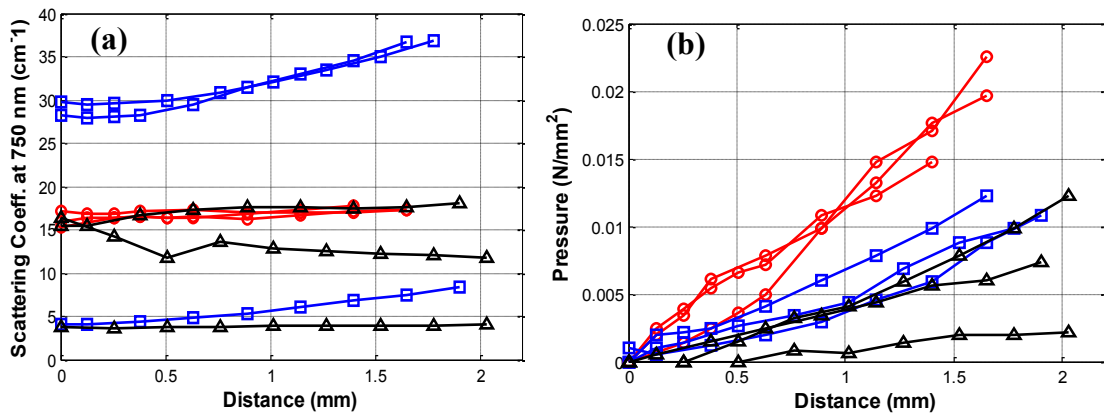 (a)
Scattering Coeff. at 750 nm (cm⁻¹)
40
35
30
25
20
15
10
5
0
0 0.5 1 1.5 2
Distance (mm)
(b)
Pressure (N/mm²)
0.025
0.02
0.015
0.01
0.005
0
0 0.5 1 1.5 2
Distance (mm)